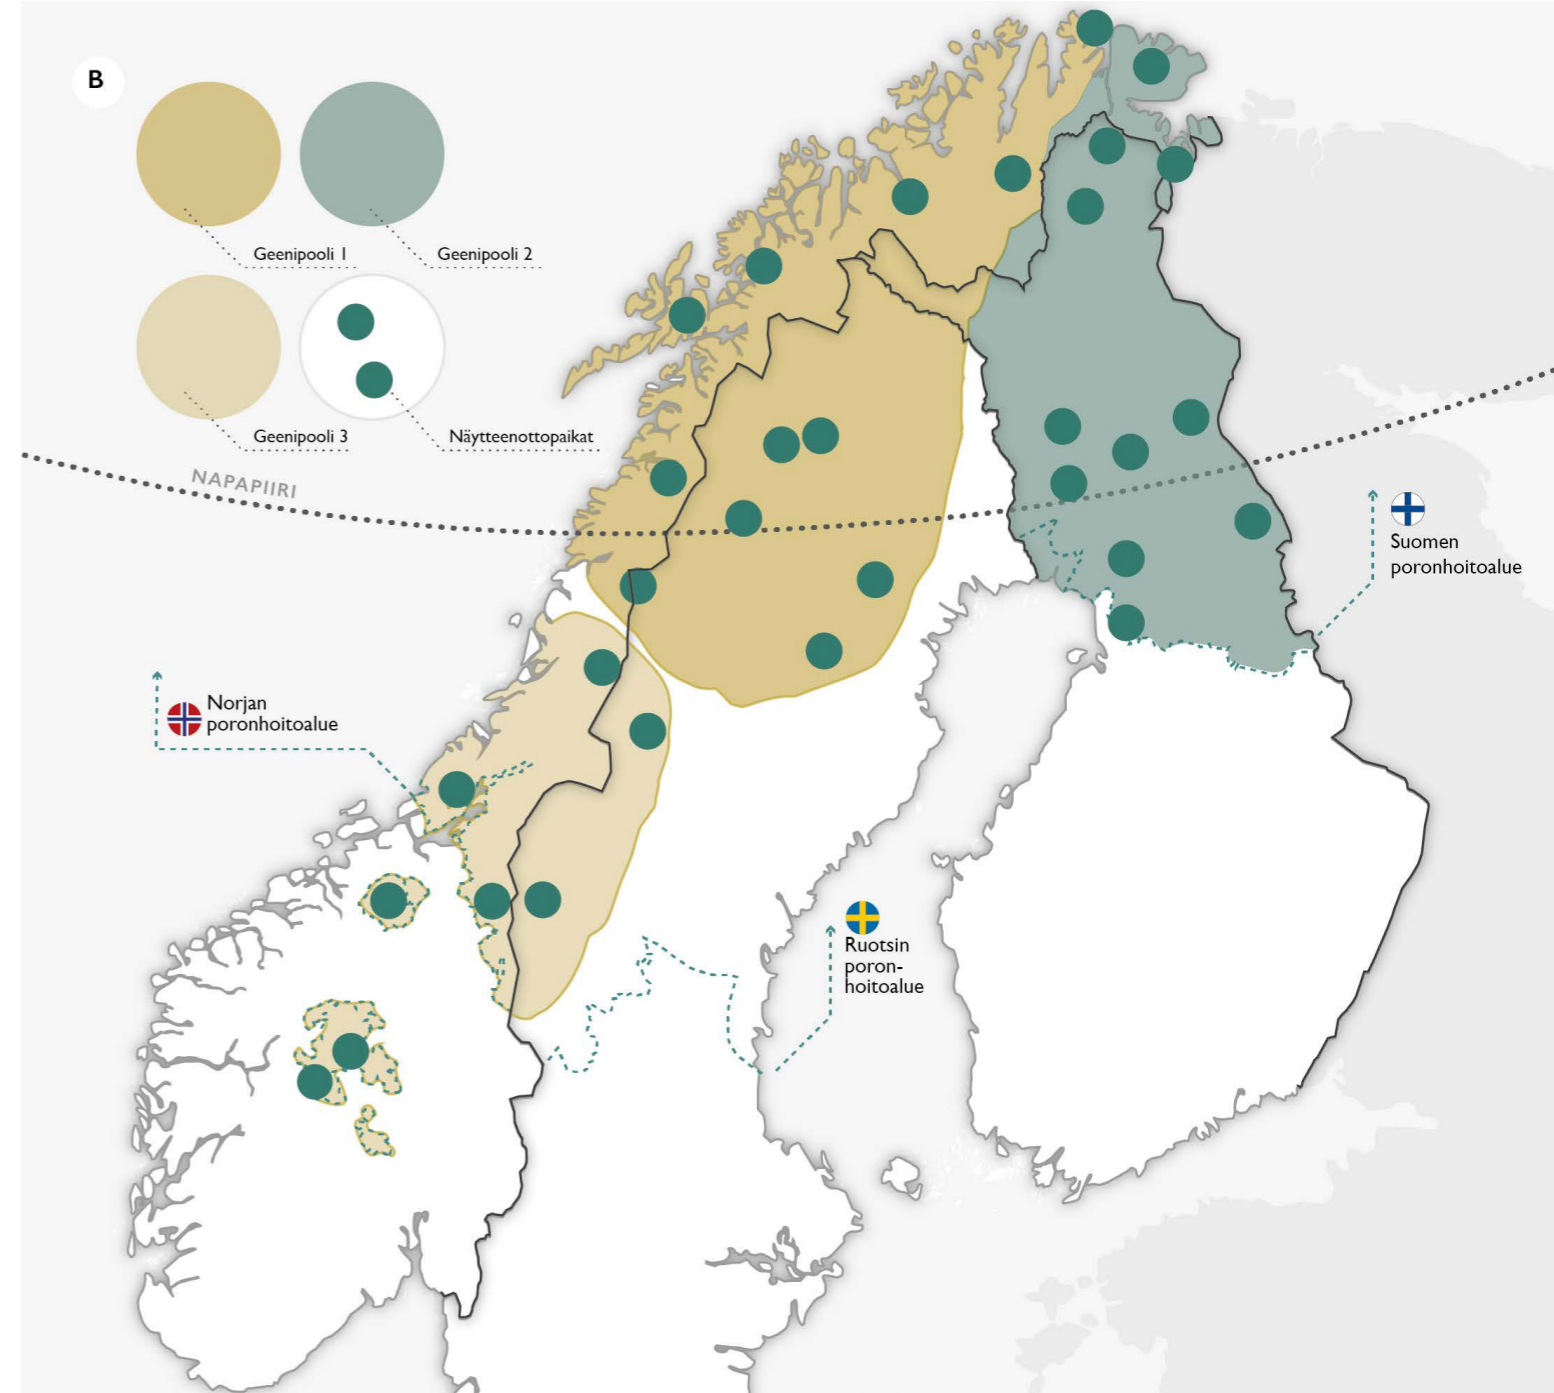 B
Geenipooli 1
Geenipooli 2
Geenipooli 3
Näytteenottopaikat
NAPAPIIRI
Suomen
poronhoitoalue
Norjan
poronhoitoalue
Ruotsin
poron-
hoitoalue